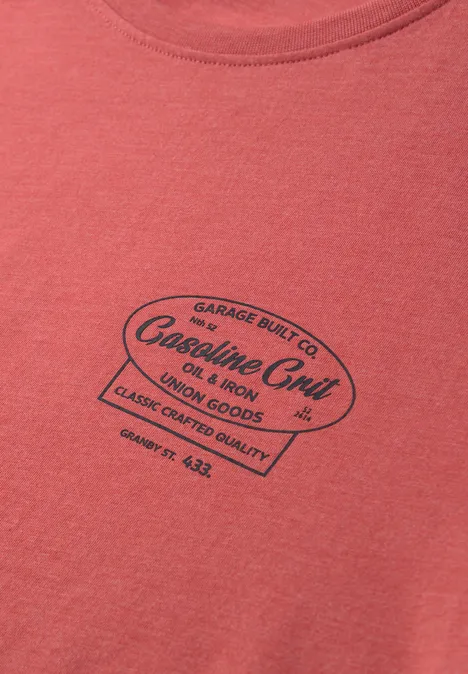 GARAGE BUILT CO.
Nth 52
Gasoline Cnit
OIL & IRON
UNION GOODS
CLASSIC CRAFTED QUALITY
GRANBY ST. 433.